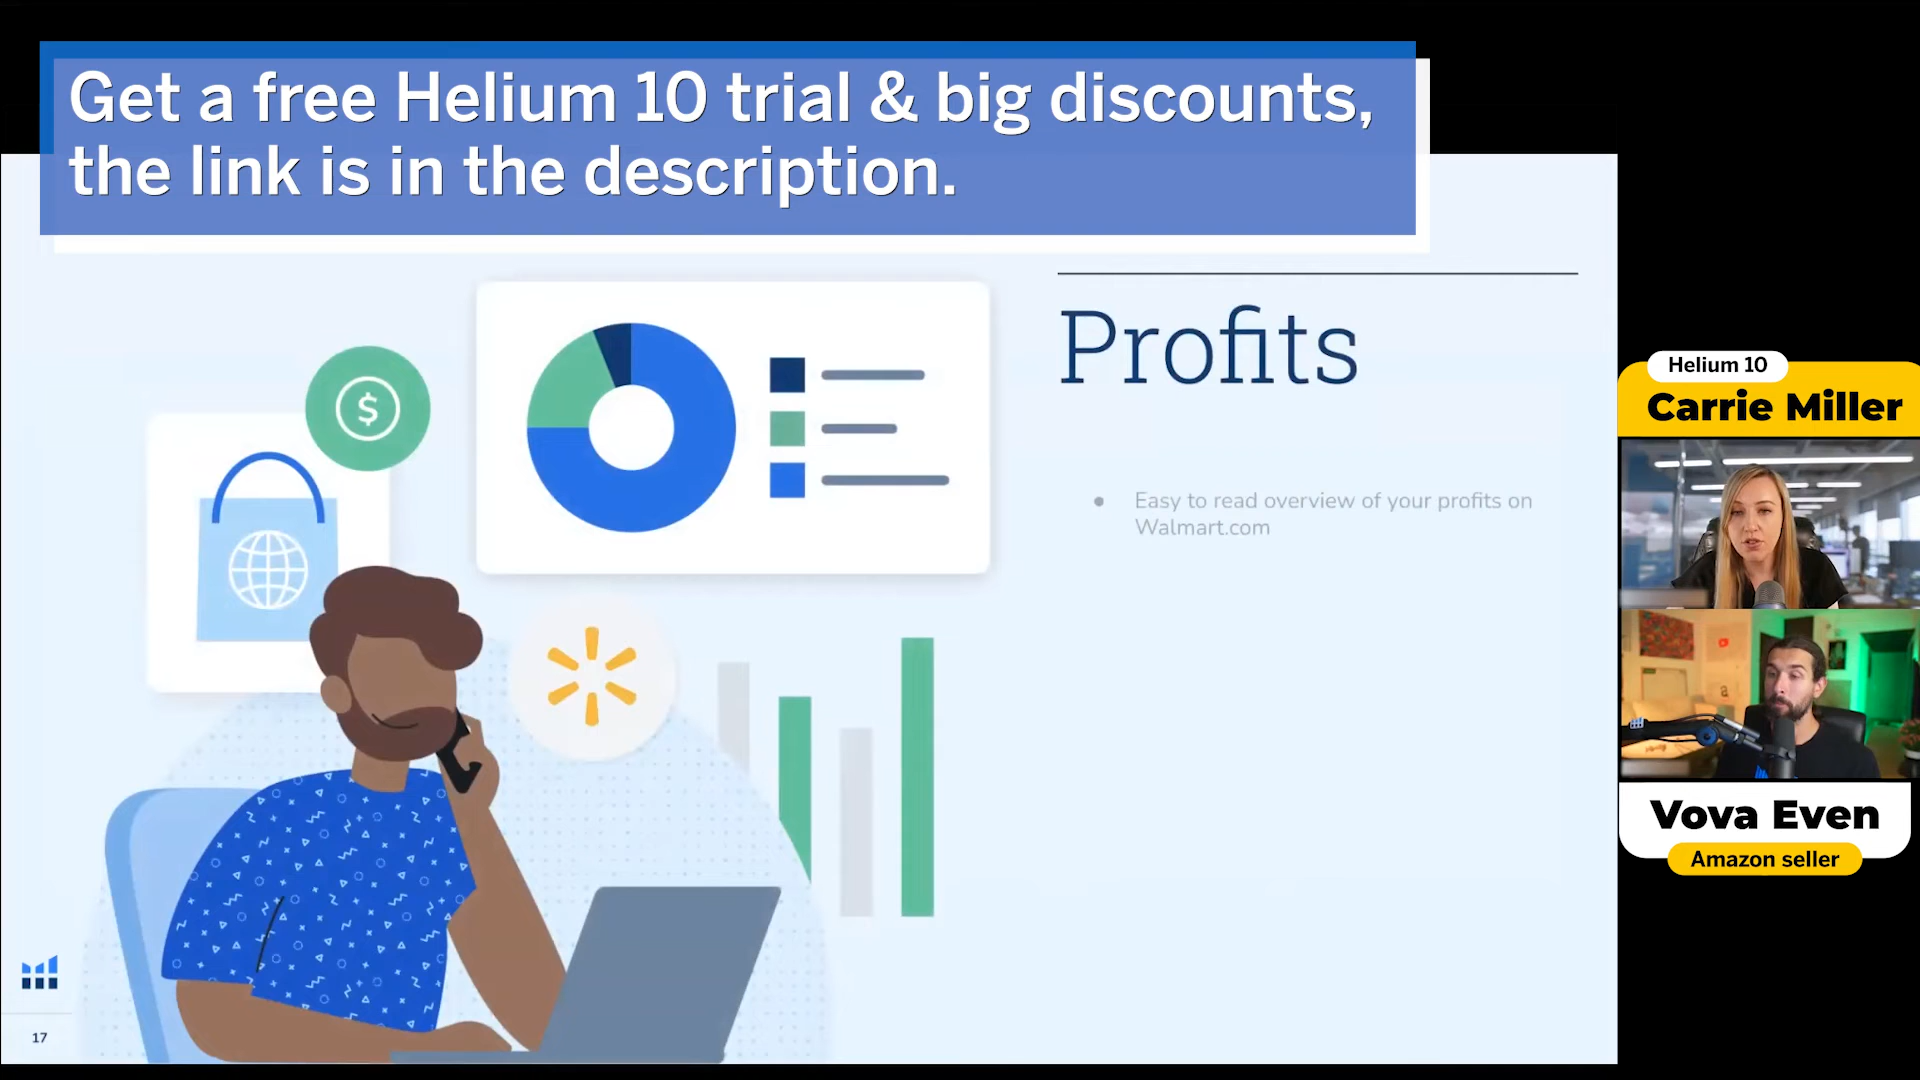 Get a free Helium 10 trial & big discounts,
the link is in the description.
Profits
• Easy to read overview of your profits on
Walmart.com
$
Helium 10
Carrie Miller
Vova Even
Amazon seller
17